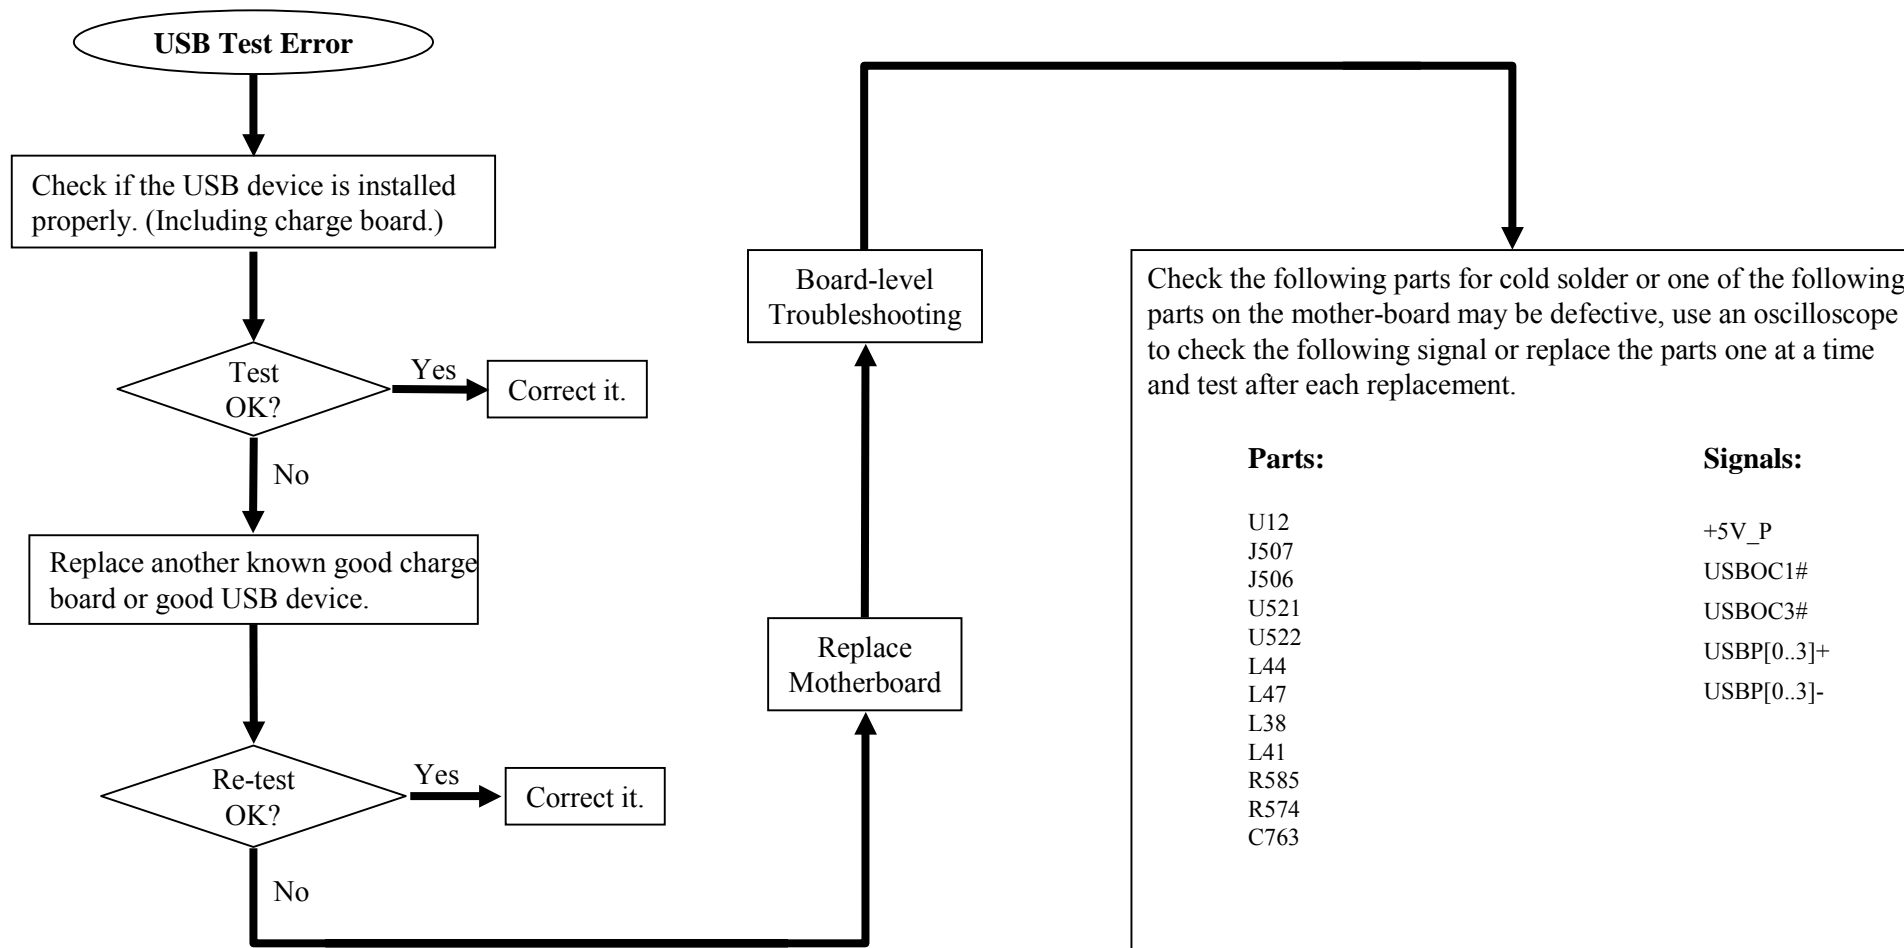 USB Test Error
Check if the USB device is installed
properly. (Including charge board.)
Test
OK?
Yes
Correct it.
No
Replace another known good charge
board or good USB device.
Re-test
OK?
Yes
Correct it.
No
Replace
Motherboard
Board-level
Troubleshooting
Check the following parts for cold solder or one of the following
parts on the mother-board may be defective, use an oscilloscope
to check the following signal or replace the parts one at a time
and test after each replacement.
Parts:
U12
J507
J506
U521
U522
L44
L47
L38
L41
R585
R574
C763
Signals:
+5V_P
USBOC1#
USBOC3#
USBP[0..3]+
USBP[0..3]-